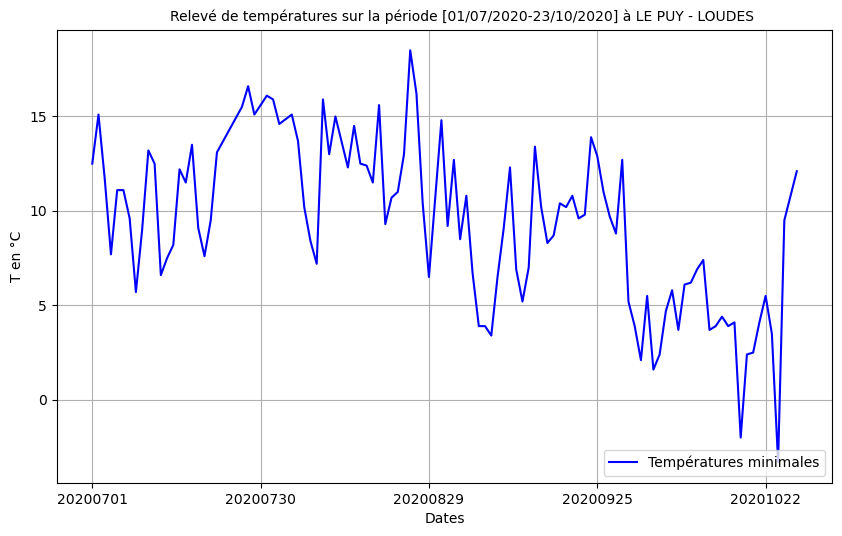 Relevé de températures sur la période [01/07/2020-23/10/2020] à LE PUY - LOUDES
T en °C
15
10
5
0
Températures minimales
20200701 20200730 20200829 20200925 20201022
Dates